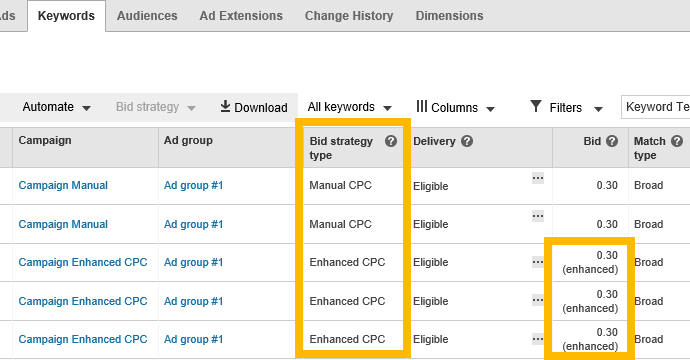 ds Keywords Audiences Ad Extensions Change History Dimensions
Automate Bid strategy Download All keywords Columns Filters Keyword Te
Campaign Ad group Bid strategy type ? Delivery ? Bid ? Match type ?
Campaign Manual Ad group #1 Manual CPC Eligible ... 0.30 Broad
Campaign Manual Ad group #1 Manual CPC Eligible ... 0.30 Broad
Campaign Enhanced CPC Ad group #1 Enhanced CPC Eligible ... 0.30 (enhanced) Broad
Campaign Enhanced CPC Ad group #1 Enhanced CPC Eligible ... 0.30 (enhanced) Broad
Campaign Enhanced CPC Ad group #1 Enhanced CPC Eligible ... 0.30 (enhanced) Broad